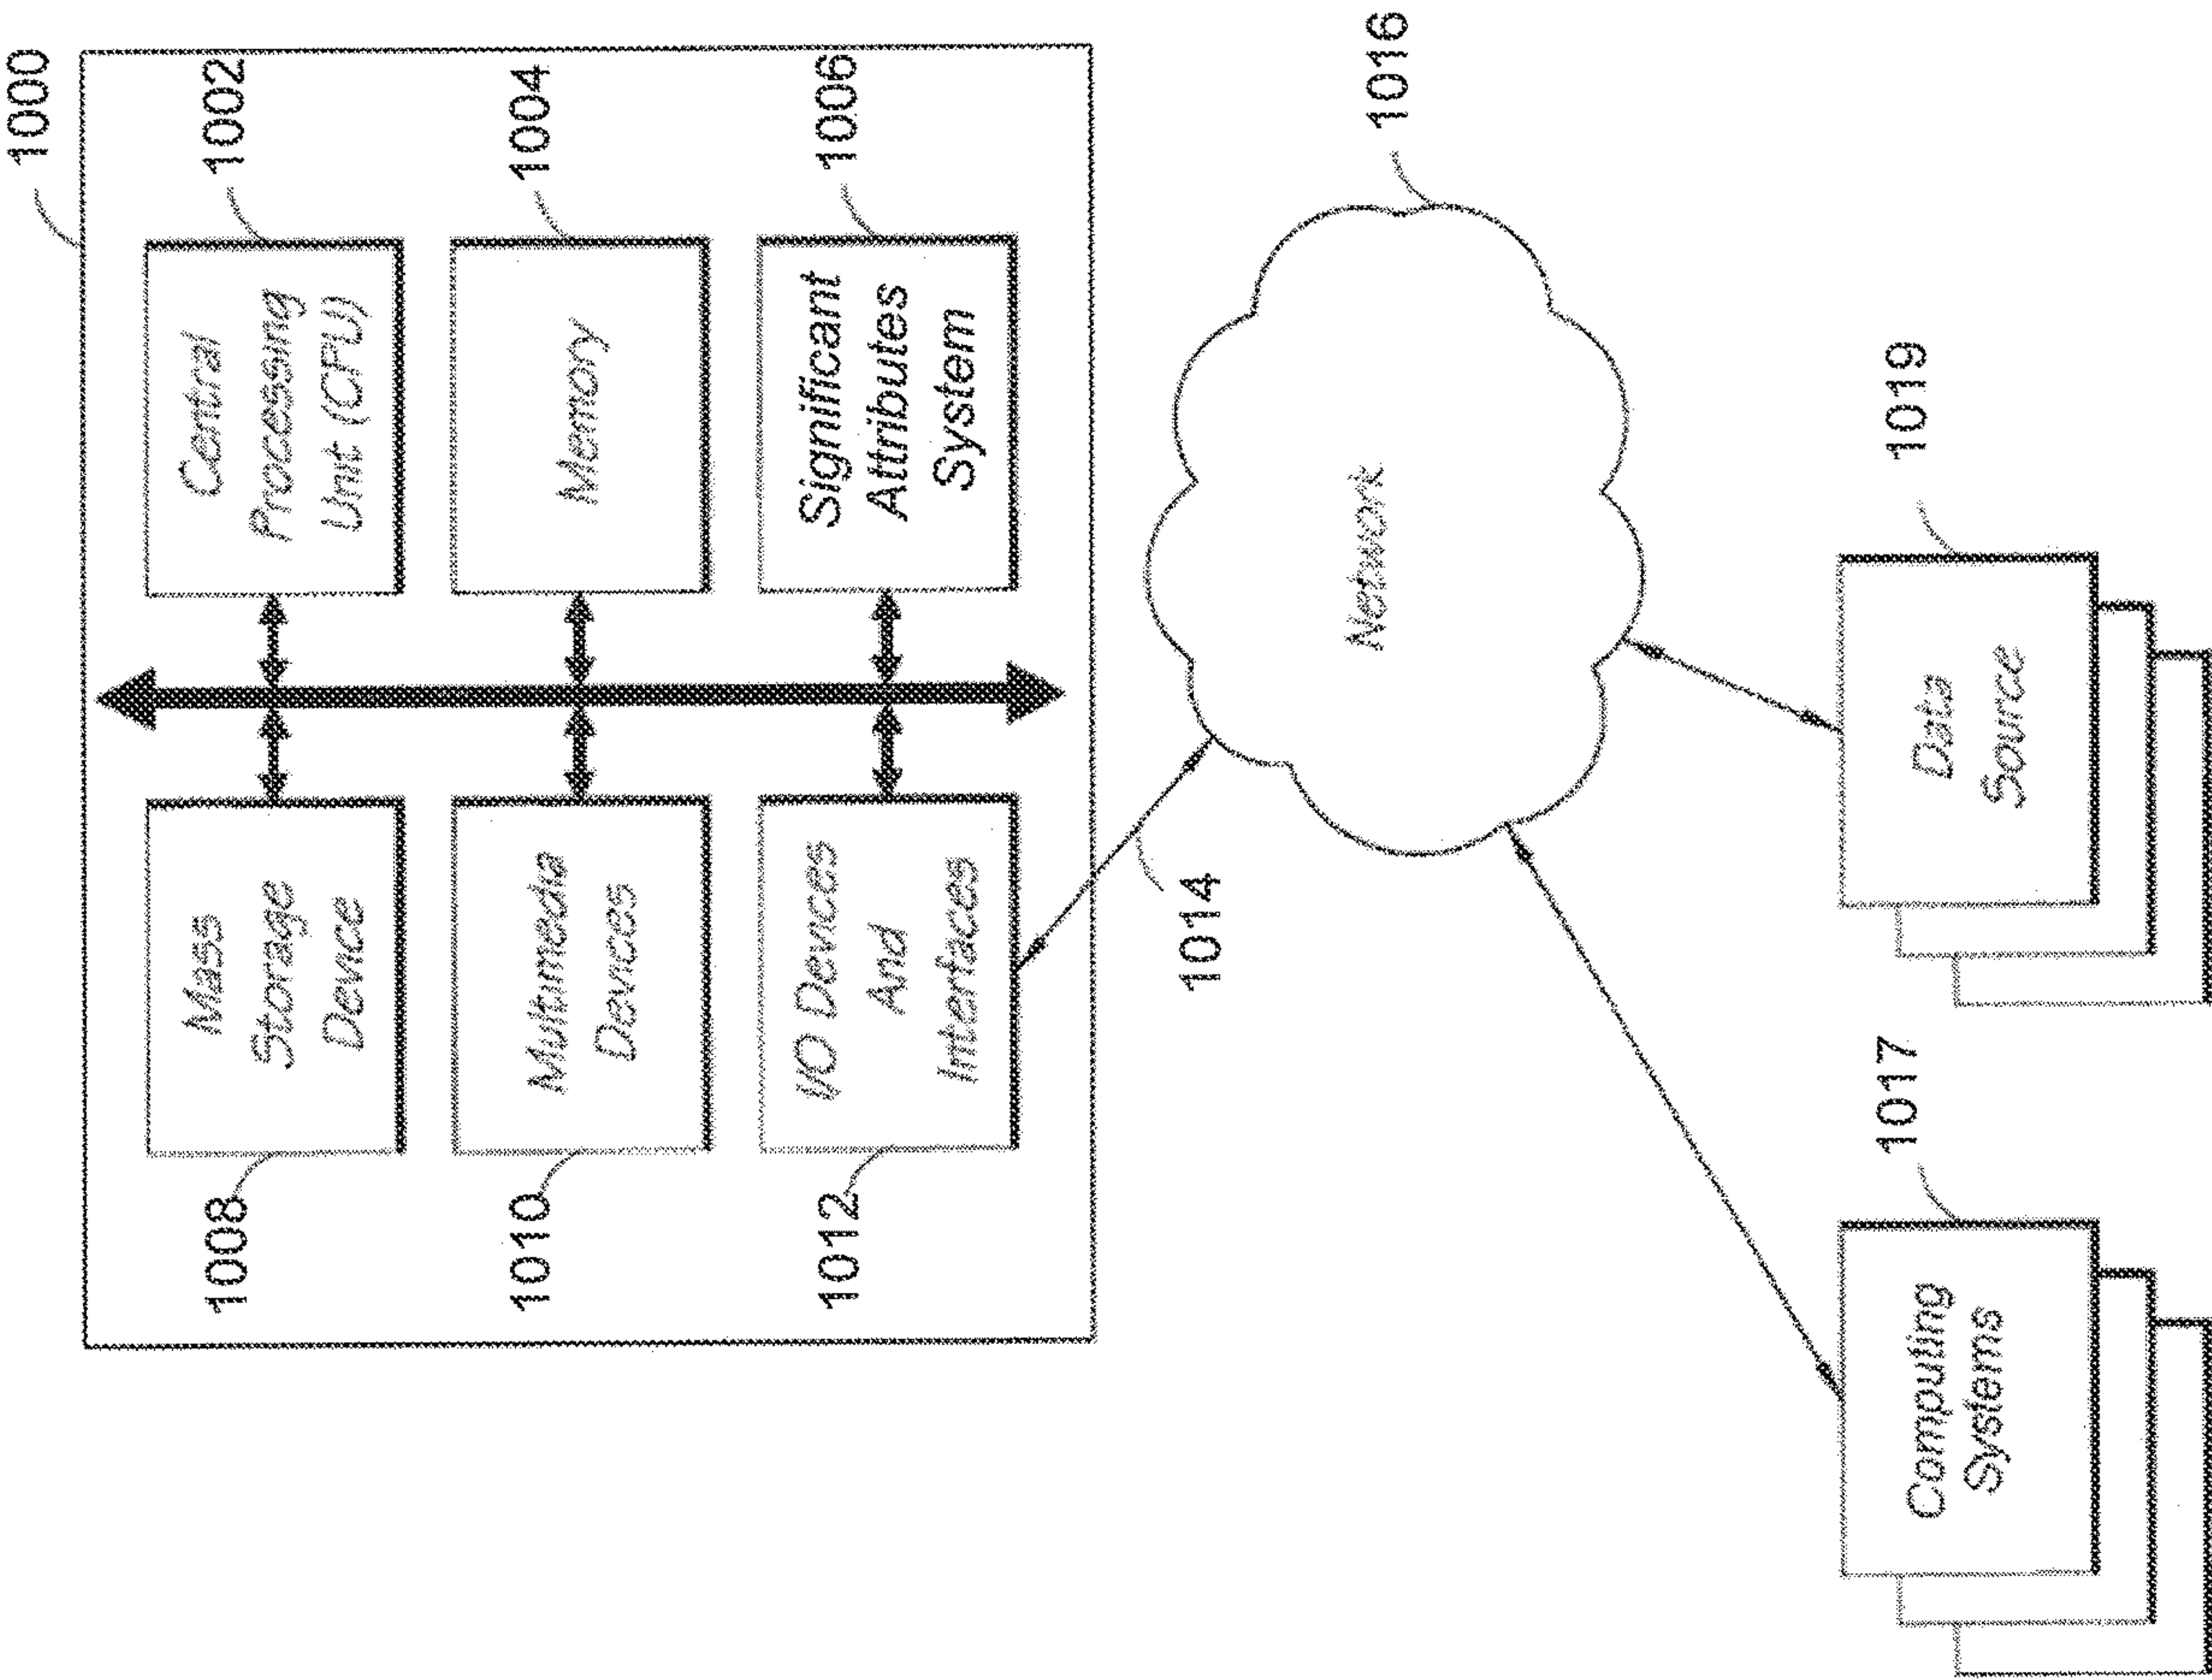 1000
1008
Mass
Storage
Device
Central
Processing
Unit (CPU)
1002
1010
Multimedia
Devices
Memory
1004
1012
I/O Devices
And
Interfaces
Significant
Attributes
System
1006
1014
Network
1016
1017
Computing
Systems
1019
Data
Source